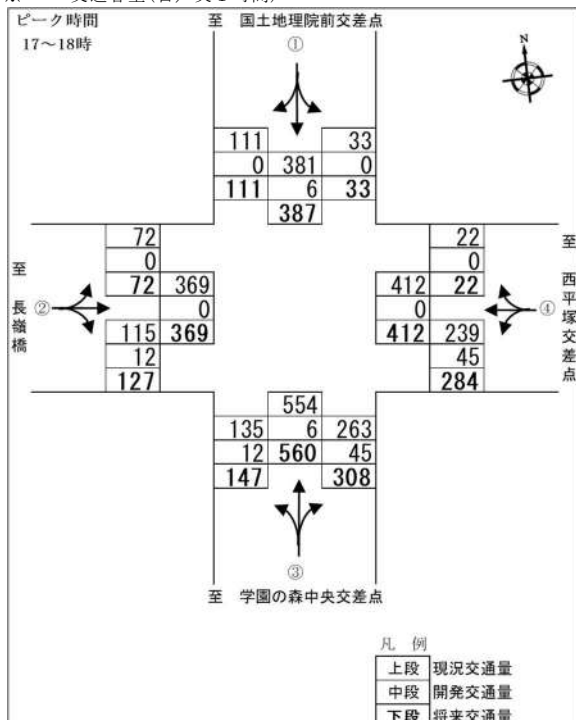 ピーク時間
17～18時
至 国土地理院前交差点
①
N
111 33
0 381 0
111 6 33
387
72
0
72 369
0
115 369
12
127
至 長嶺橋
②
22
0
412 22
0
412 239
45
284
④
至 西平塚交差点
554
135 6 263
12 560 45
147 308
③
至 学園の森中央交差点
凡 例
上段 現況交通量
中段 開発交通量
下段 将来交通量